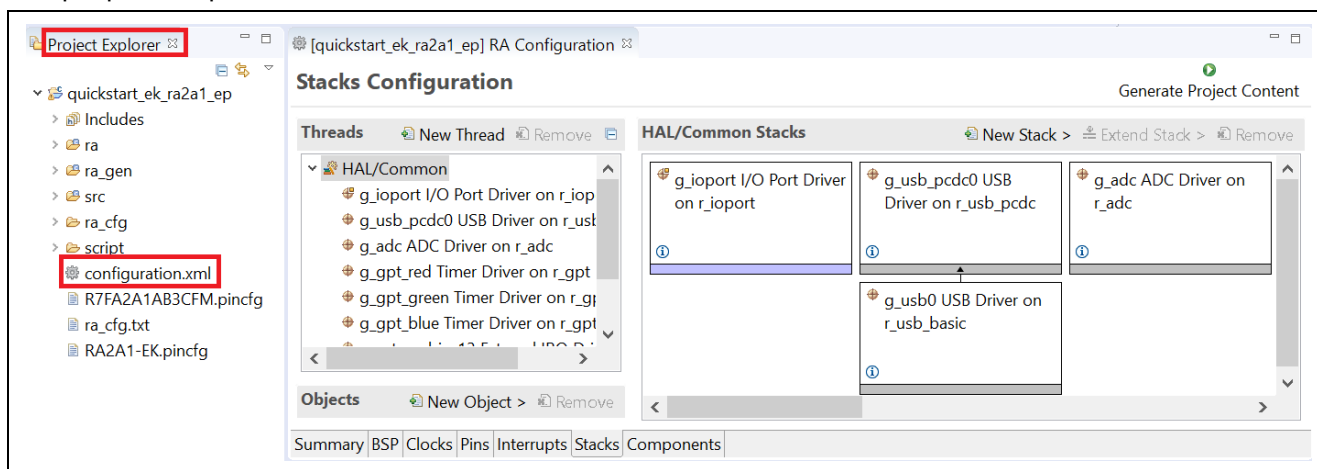 Project Explorer
quickstart_ek_ra2a1_ep
Includes
ra
ra_gen
src
ra_cfg
script
configuration.xml
R7FA2A1AB3CFM.pincfg
ra_cfg.txt
RA2A1-EK.pincfg
[quickstart_ek_ra2a1_ep] RA Configuration
Stacks Configuration
Generate Project Content
Threads New Thread Remove
HAL/Common
g_ioport I/O Port Driver on r_iop
g_usb_pcdc0 USB Driver on r_usb
g_adc ADC Driver on r_adc
g_gpt_red Timer Driver on r_gpt
g_gpt_green Timer Driver on r_gp
g_gpt_blue Timer Driver on r_gpt
Objects New Object > Remove
HAL/Common Stacks New Stack > Extend Stack > Remove
g_ioport I/O Port Driver
on r_ioport
g_usb_pcdc0 USB
Driver on r_usb_pcdc
g_adc ADC Driver on
r_adc
g_usb0 USB Driver on
r_usb_basic
Summary BSP Clocks Pins Interrupts Stacks Components